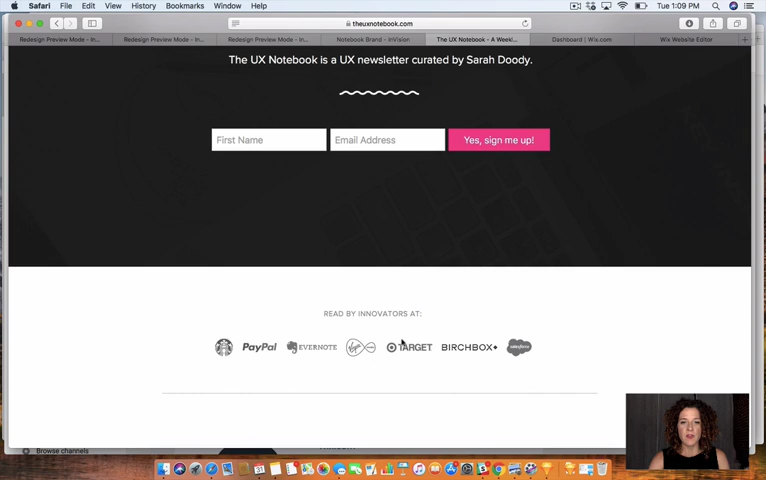 Safari File Edit View History Bookmarks Window Help
Tue 1:09 PM
theuxnotebook.com
Redesign Preview Mode - In...
Redesign Preview Mode - In...
Redesign Preview Mode - In...
Notebook Brand - InVision
The UX Notebook - A Weekl...
Dashboard | Wix.com
Wix Website Editor
The UX Notebook is a UX newsletter curated by Sarah Doody.
First Name
Email Address
Yes, sign me up!
READ BY INNOVATORS AT:
PayPal EVERNOTE Virgin TARGET BIRCHBOX salesforce
Browse channels